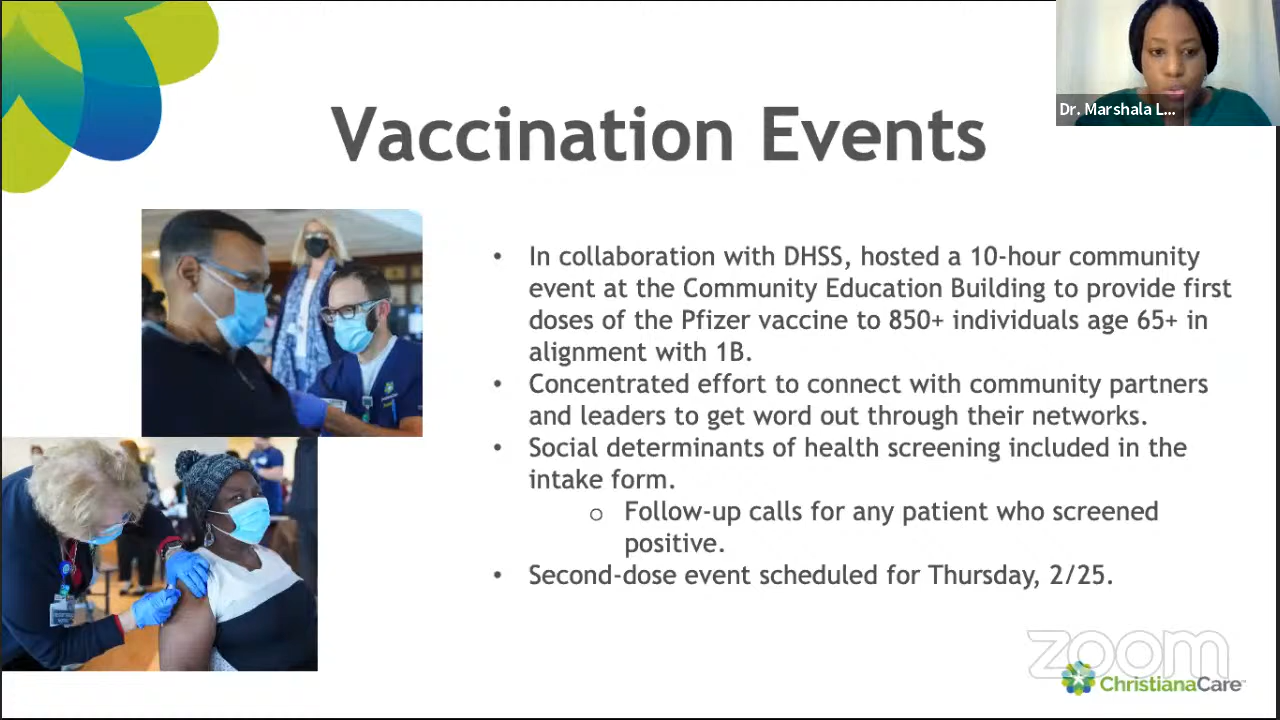 Dr. Marshala L...
Vaccination Events
• In collaboration with DHSS, hosted a 10-hour community
event at the Community Education Building to provide first
doses of the Pfizer vaccine to 850+ individuals age 65+ in
alignment with 1B.
• Concentrated effort to connect with community partners
and leaders to get word out through their networks.
• Social determinants of health screening included in the
intake form.
o Follow-up calls for any patient who screened
positive.
• Second-dose event scheduled for Thursday, 2/25.
zoom
ChristianaCare™